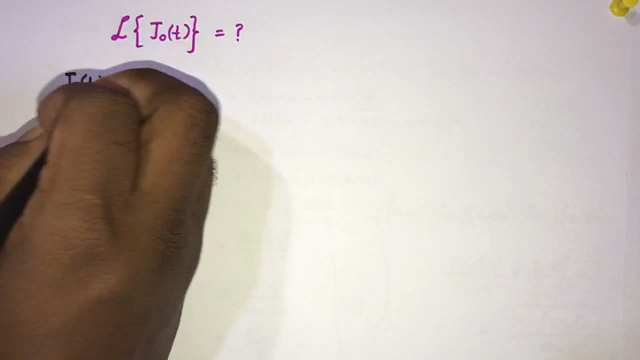 ℒ{J₀(t)} = ?